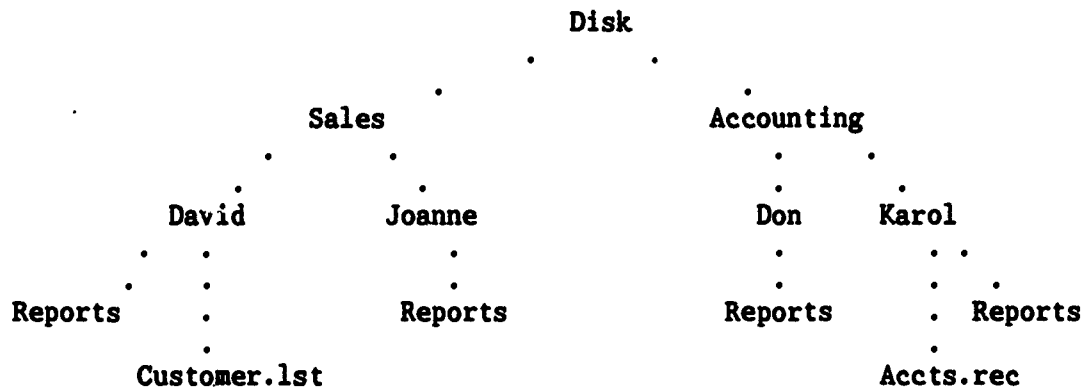 Disk
Sales Accounting
David Joanne Don Karol
Reports Reports Reports Reports
Customer.lst Accts.rec